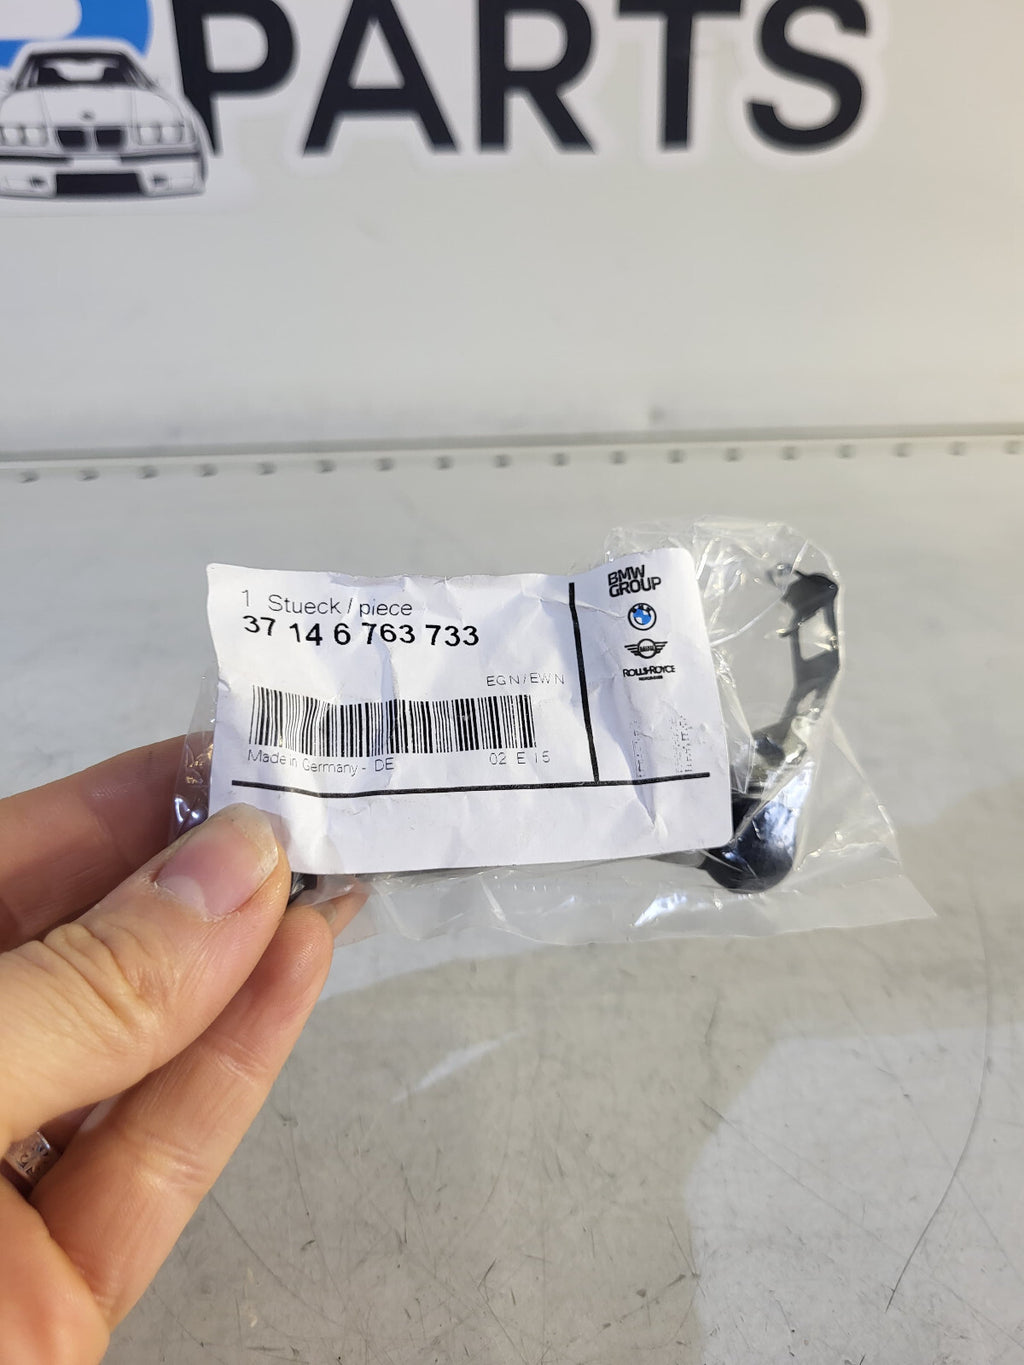 PARTS
1 Stueck / piece
37 14 6 763 733
EGN/EWN
Made in Germany - DE
02 E 15
BMW
GROUP
MINI
ROLLS-ROYCE